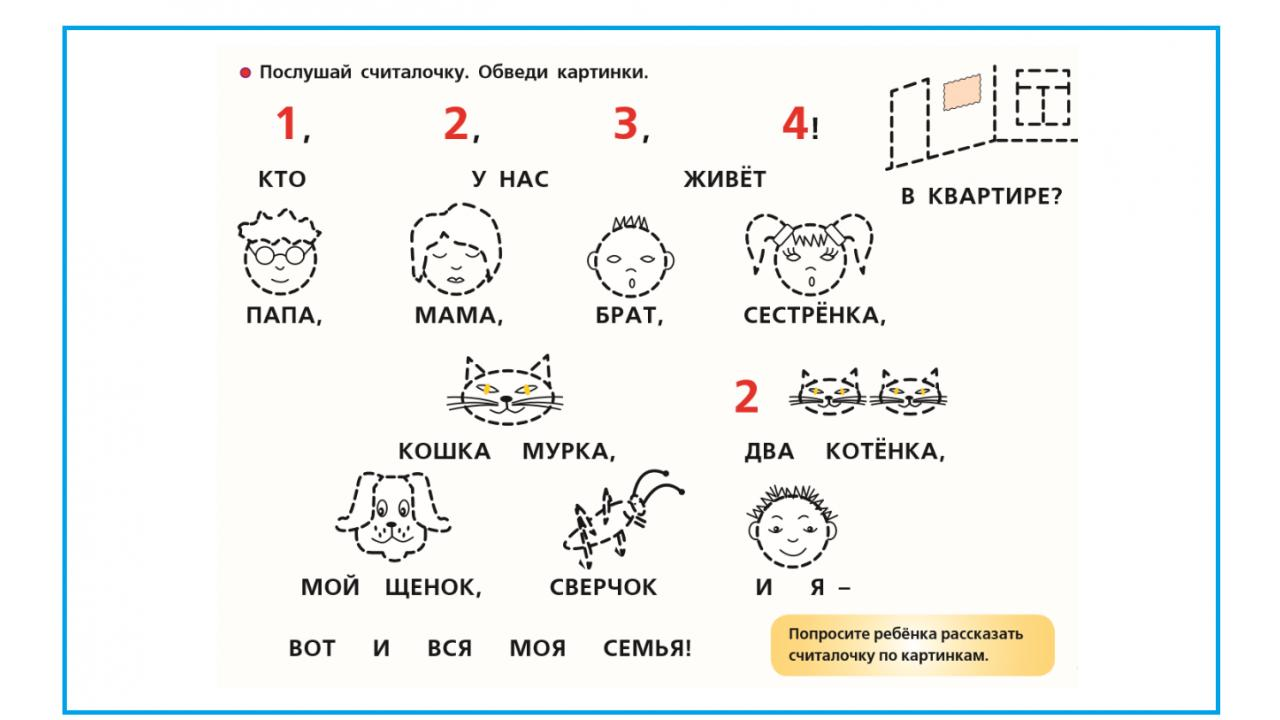 Послушай считалочку. Обведи картинки.
1, 2, 3, 4!
КТО У НАС ЖИВЁТ В КВАРТИРЕ?
ПАПА, МАМА, БРАТ, СЕСТРЁНКА,
2
КОШКА МУРКА, ДВА КОТЁНКА,
МОЙ ЩЕНОК, СВЕРЧОК И Я –
ВОТ И ВСЯ МОЯ СЕМЬЯ!
Попросите ребёнка рассказать
считалочку по картинкам.